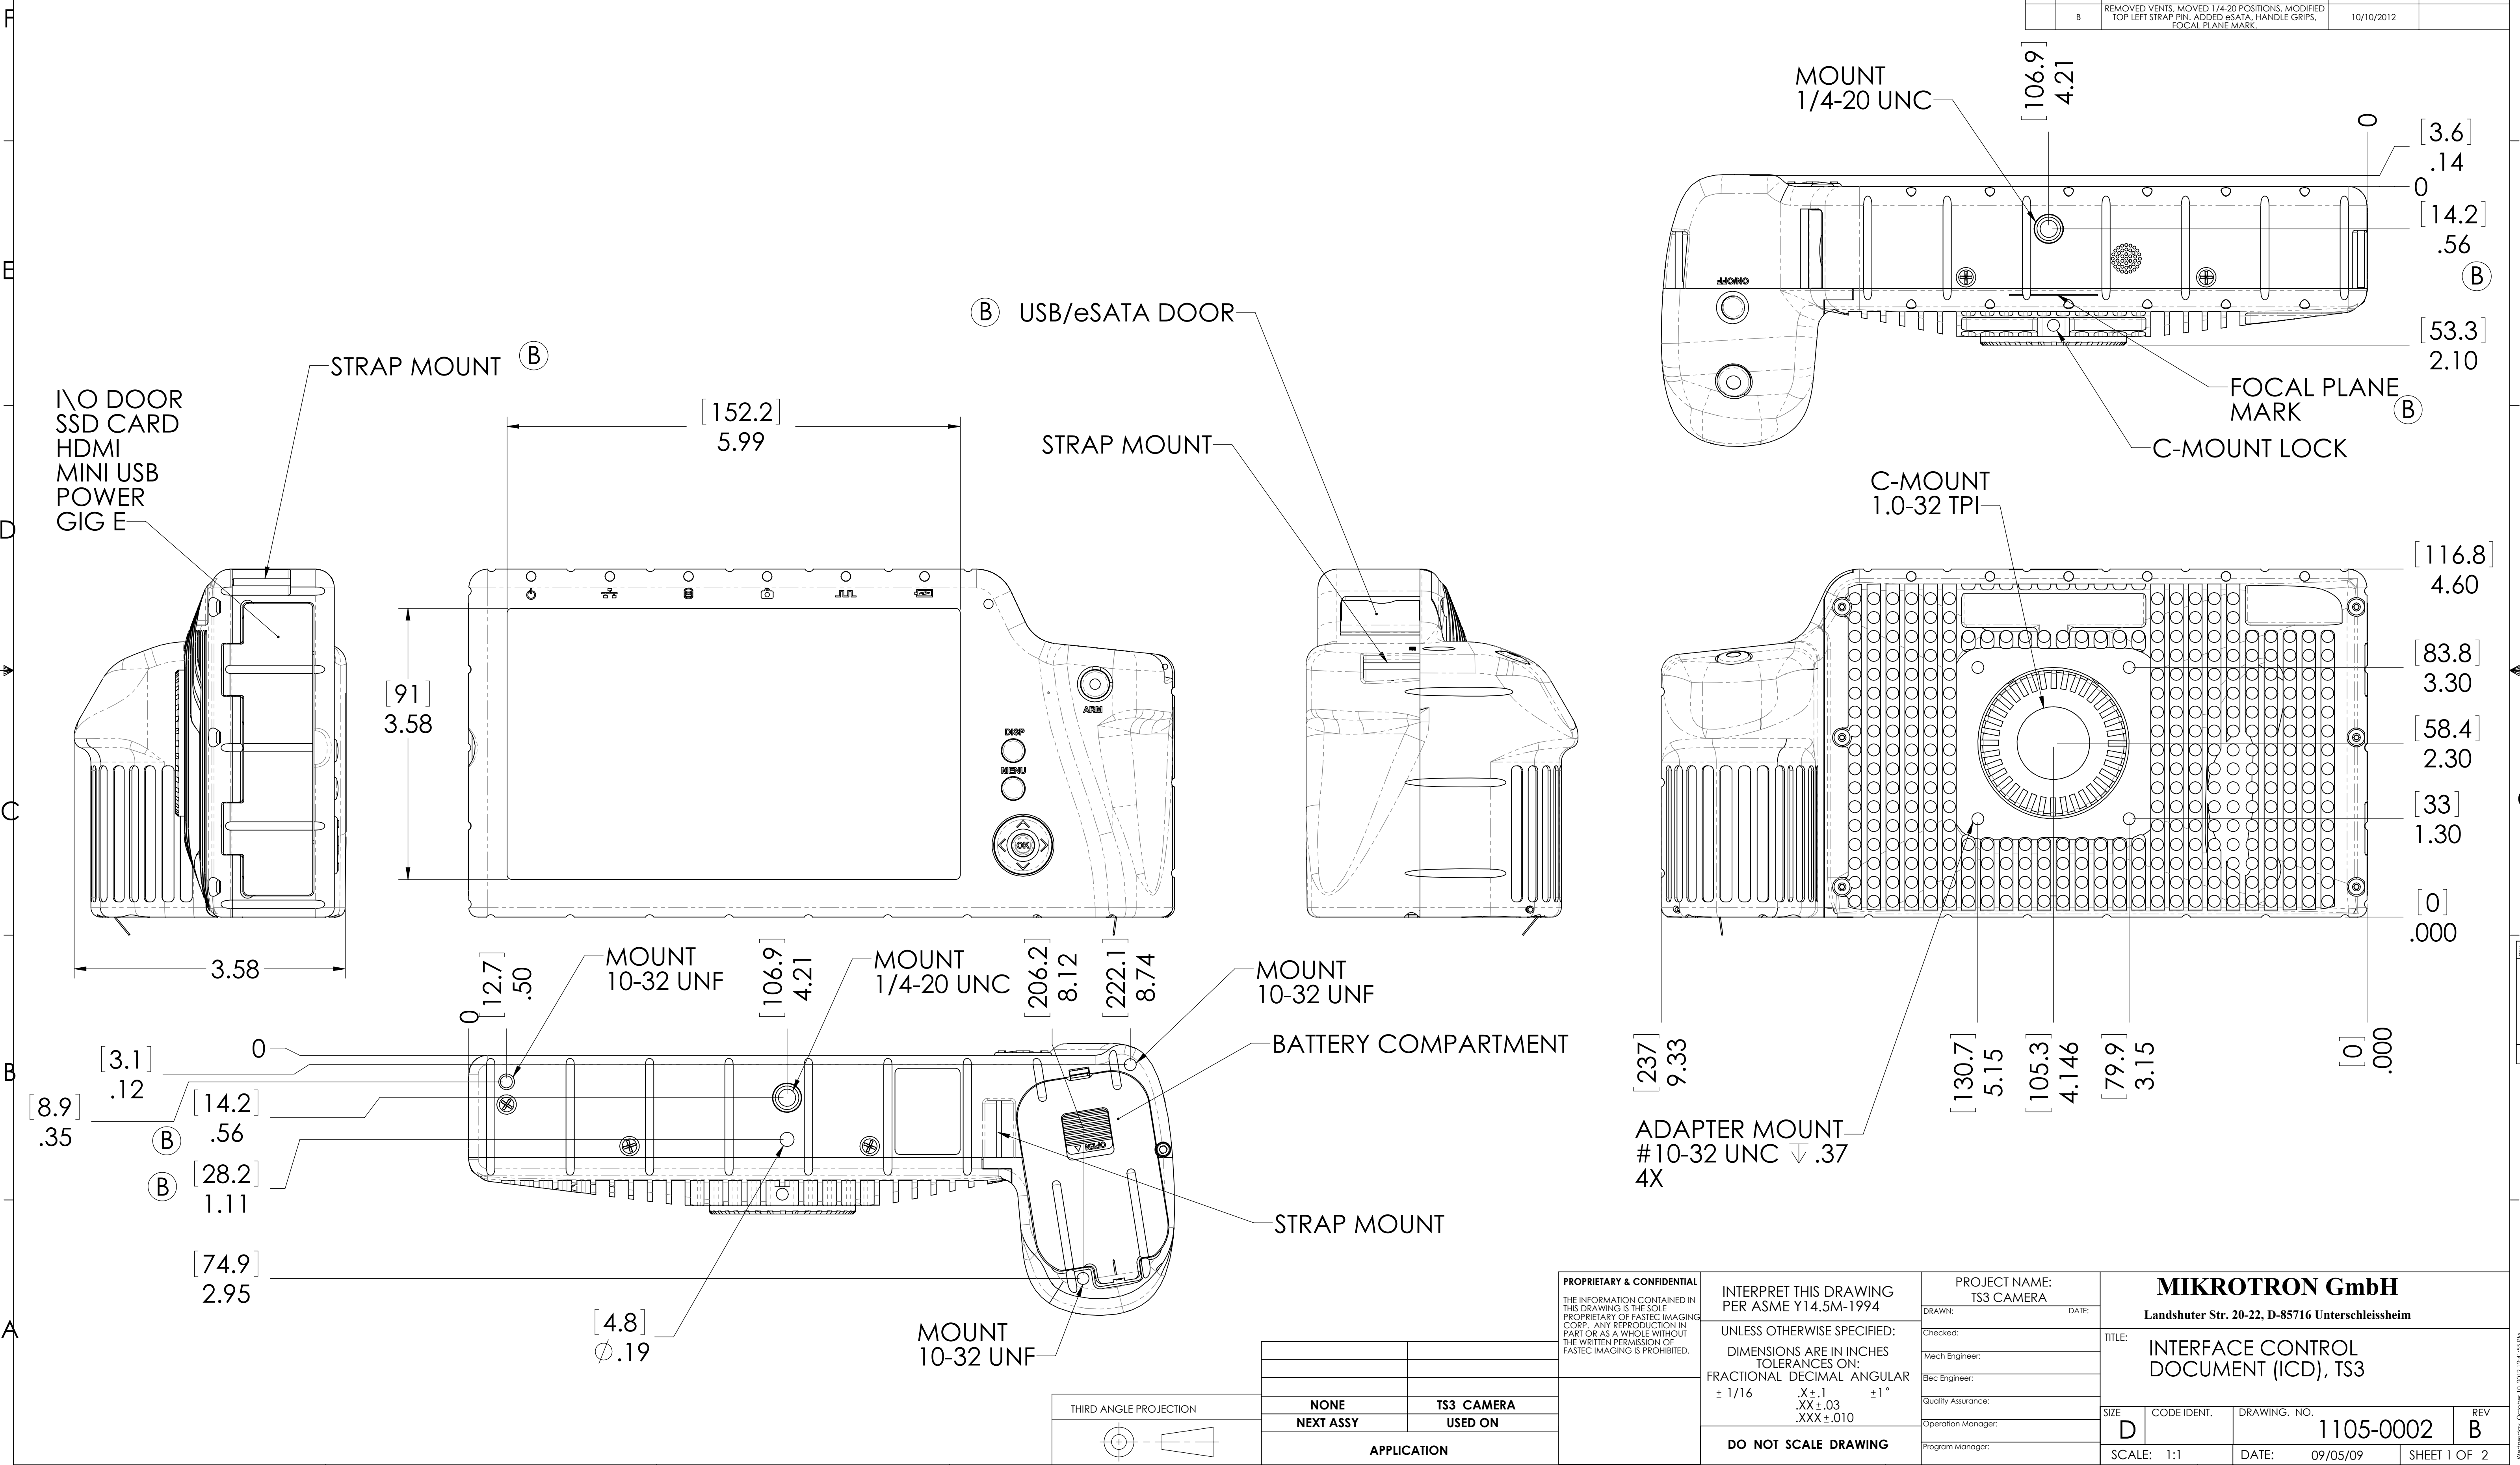 F
B
REMOVED VENTS, MOVED 1/4-20 POSITIONS, MODIFIED
TOP LEFT STRAP PIN, ADDED eSATA, HANDLE GRIPS,
FOCAL PLANE MARK.
10/10/2012
MOUNT
1/4-20 UNC
[106.9]
4.21
0
[3.6]
.14
0
[14.2]
.56
B
[53.3]
2.10
ON/OFF
FOCAL PLANE
MARK
B
C-MOUNT LOCK
E
B USB/eSATA DOOR
STRAP MOUNT
STRAP MOUNT B
I\O DOOR
SSD CARD
HDMI
MINI USB
POWER
GIG E
[152.2]
5.99
D
[91]
3.58
ARM
DISP
MENU
OK
C-MOUNT
1.0-32 TPI
[116.8]
4.60
[83.8]
3.30
[58.4]
2.30
[33]
1.30
[0]
.000
C
3.58
[237]
9.33
[130.7]
5.15
[105.3]
4.146
[79.9]
3.15
[0]
.000
ADAPTER MOUNT
#10-32 UNC ↧ .37
4X
0
[12.7]
.50
MOUNT
10-32 UNF
[106.9]
4.21
MOUNT
1/4-20 UNC
[206.2]
8.12
[222.1]
8.74
MOUNT
10-32 UNF
BATTERY COMPARTMENT
B
0
[3.1]
.12
[8.9]
.35
B
[14.2]
.56
B
[28.2]
1.11
[74.9]
2.95
[4.8]
∅.19
OPEN
STRAP MOUNT
MOUNT
10-32 UNF
A
THIRD ANGLE PROJECTION
NONE
TS3 CAMERA
NEXT ASSY
USED ON
APPLICATION
PROPRIETARY & CONFIDENTIAL
THE INFORMATION CONTAINED IN
THIS DRAWING IS THE SOLE
PROPRIETARY OF FASTEC IMAGING
CORP. ANY REPRODUCTION IN
PART OR AS A WHOLE WITHOUT
THE WRITTEN PERMISSION OF
FASTEC IMAGING IS PROHIBITED.
INTERPRET THIS DRAWING
PER ASME Y14.5M-1994
UNLESS OTHERWISE SPECIFIED:
DIMENSIONS ARE IN INCHES
TOLERANCES ON:
FRACTIONAL DECIMAL ANGULAR
± 1/16 .X±.1 ±1°
.XX±.03
.XXX±.010
DO NOT SCALE DRAWING
PROJECT NAME:
TS3 CAMERA
DRAWN: DATE:
Checked:
Mech Engineer:
Elec Engineer:
Quality Assurance:
Operation Manager:
Program Manager:
MIKROTRON GmbH
Landshuter Str. 20-22, D-85716 Unterschleissheim
TITLE:
INTERFACE CONTROL
DOCUMENT (ICD), TS3
SIZE
D
CODE IDENT.
DRAWING. NO.
1105-0002
REV
B
SCALE: 1:1
DATE: 09/05/09
SHEET 1 OF 2
Wednesday, October 10, 2012 12:41:55 PM